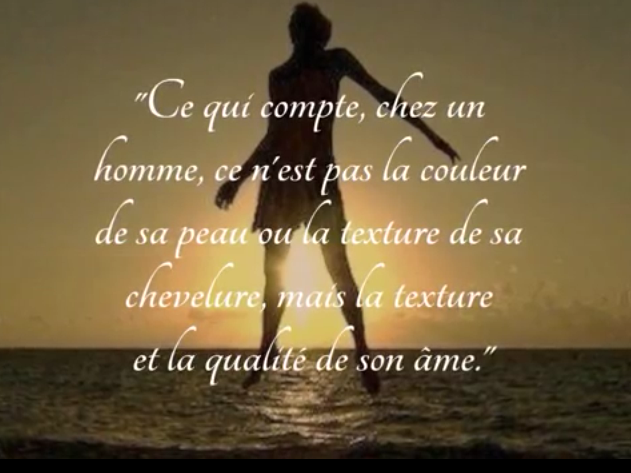 "Ce qui compte, chez un
homme, ce n'est pas la couleur
de sa peau ou la texture de sa
chevelure, mais la texture
et la qualité de son âme."